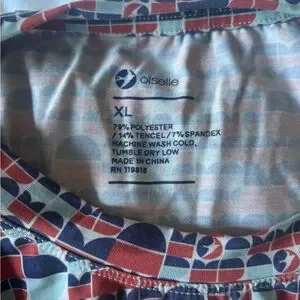 oiselle
XL
79% POLYESTER
/ 14% TENCEL / 7% SPANDEX
MACHINE WASH COLD,
TUMBLE DRY LOW
MADE IN CHINA
RN 119818